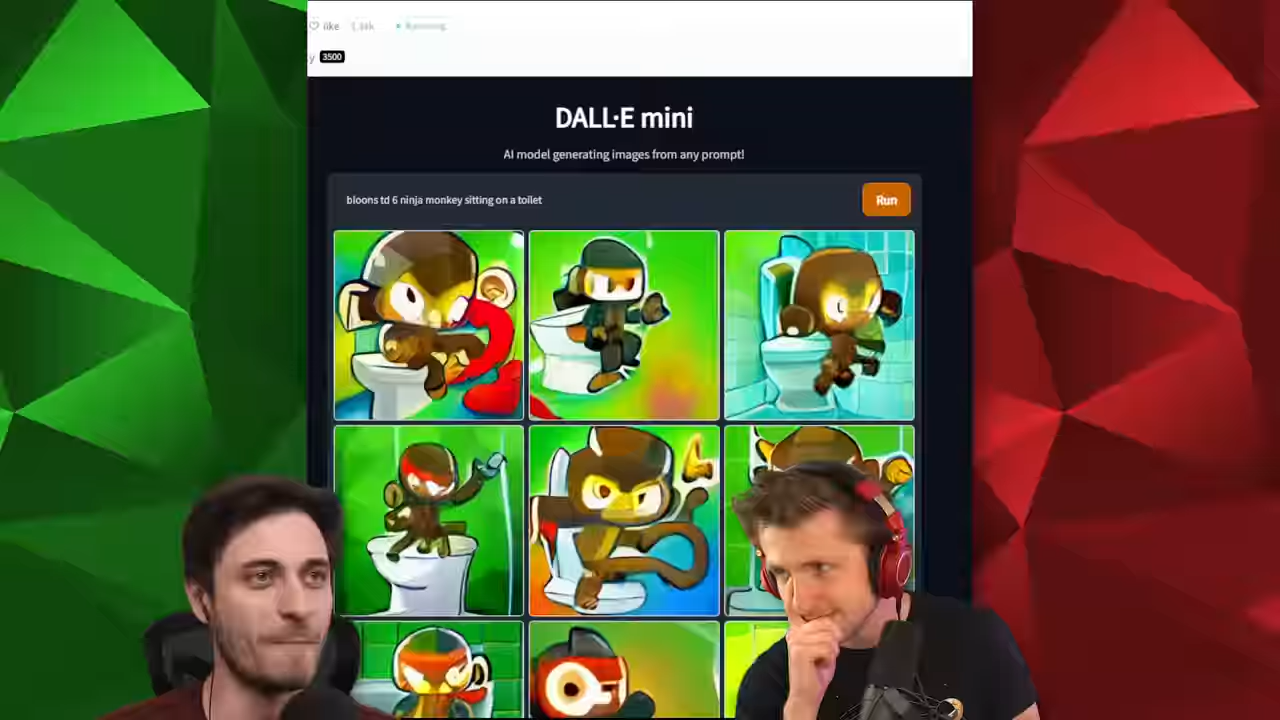 like
y 3500
DALL·E mini
AI model generating images from any prompt!
bloons td 6 ninja monkey sitting on a toilet
Run